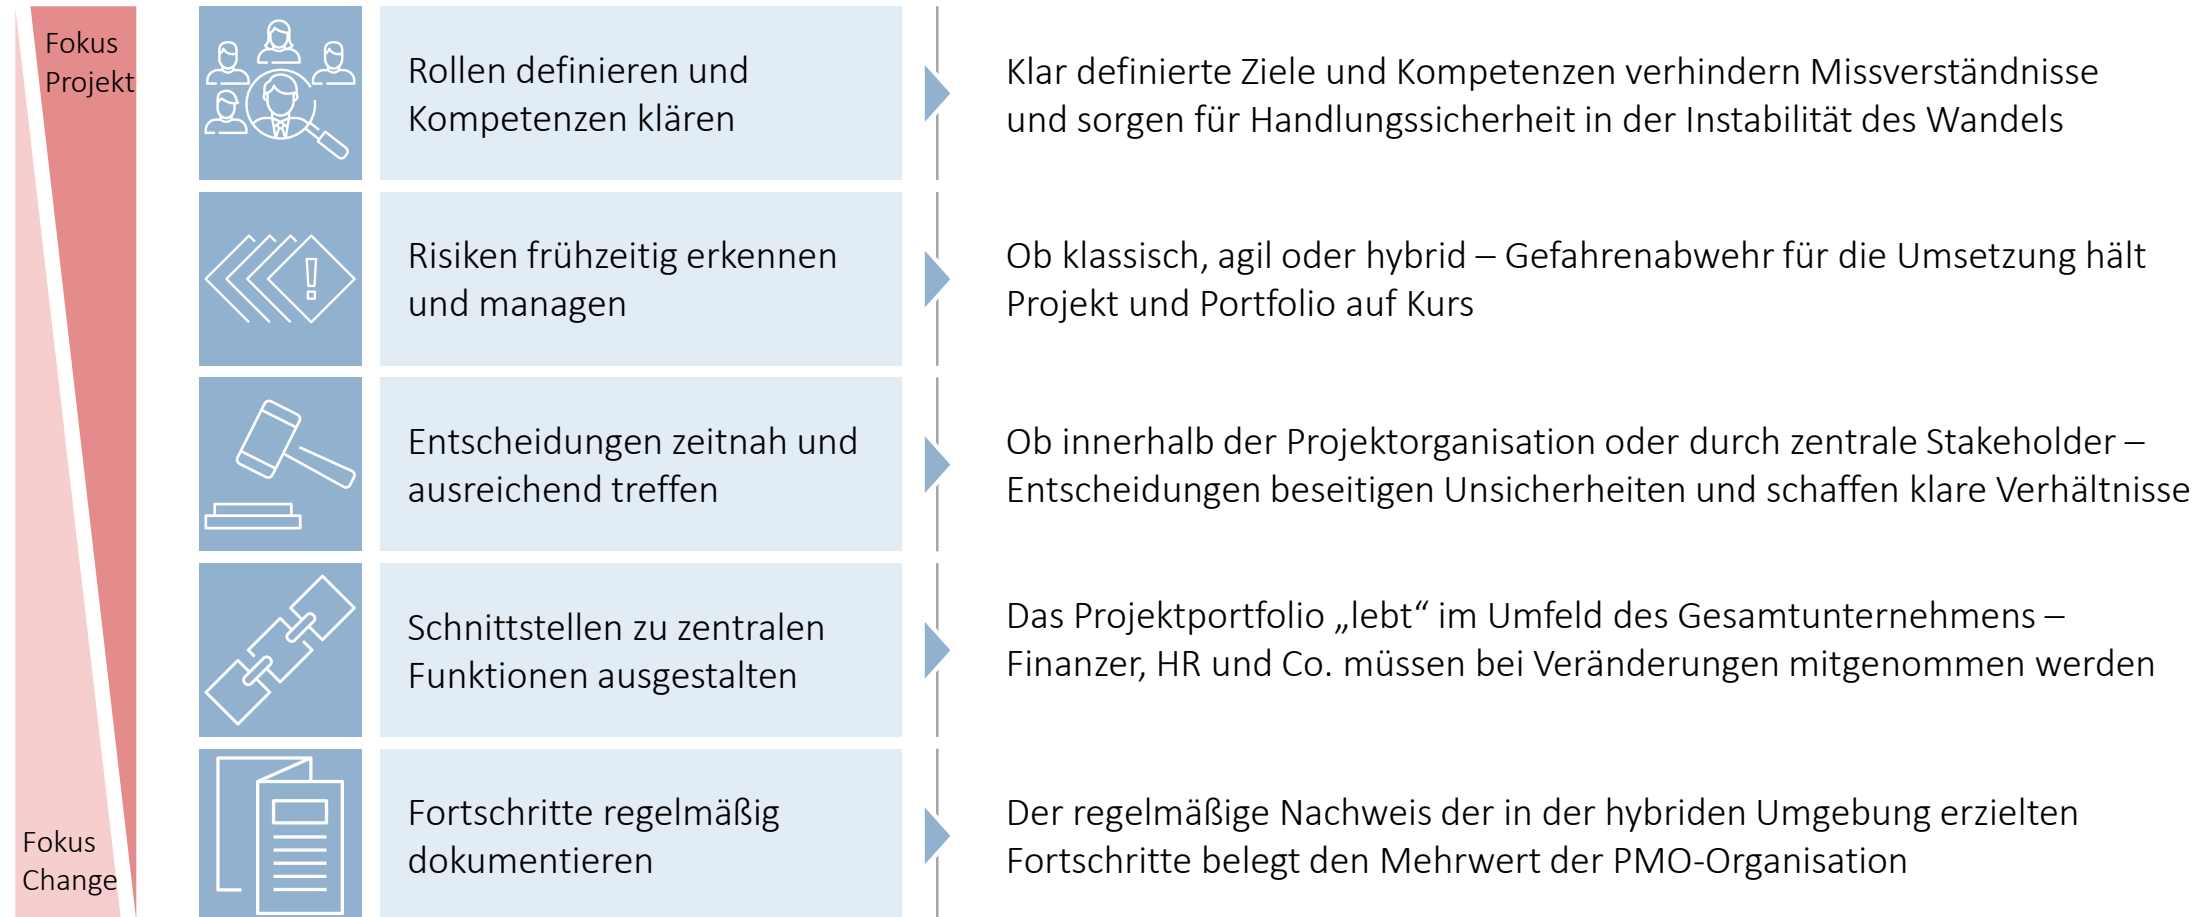 Fokus
Projekt
Rollen definieren und
Kompetenzen klären
Klar definierte Ziele und Kompetenzen verhindern Missverständnisse
und sorgen für Handlungssicherheit in der Instabilität des Wandels
Risiken frühzeitig erkennen
und managen
Ob klassisch, agil oder hybrid – Gefahrenabwehr für die Umsetzung hält
Projekt und Portfolio auf Kurs
Entscheidungen zeitnah und
ausreichend treffen
Ob innerhalb der Projektorganisation oder durch zentrale Stakeholder –
Entscheidungen beseitigen Unsicherheiten und schaffen klare Verhältnisse
Schnittstellen zu zentralen
Funktionen ausgestalten
Das Projektportfolio „lebt“ im Umfeld des Gesamtunternehmens –
Finanzer, HR und Co. müssen bei Veränderungen mitgenommen werden
Fokus
Change
Fortschritte regelmäßig
dokumentieren
Der regelmäßige Nachweis der in der hybriden Umgebung erzielten
Fortschritte belegt den Mehrwert der PMO-Organisation